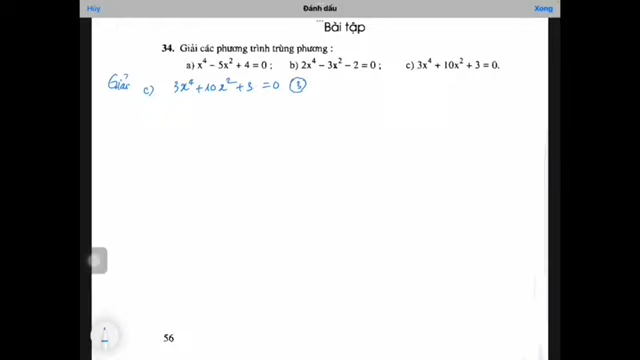 Hủy Đánh dấu Xong
Bài tập
34. Giải các phương trình trùng phương :
a) x⁴ − 5x² + 4 = 0 ; b) 2x⁴ − 3x² − 2 = 0 ; c) 3x⁴ + 10x² + 3 = 0.
Giải c) 3x⁴ + 10x² + 3 = 0 ③
56